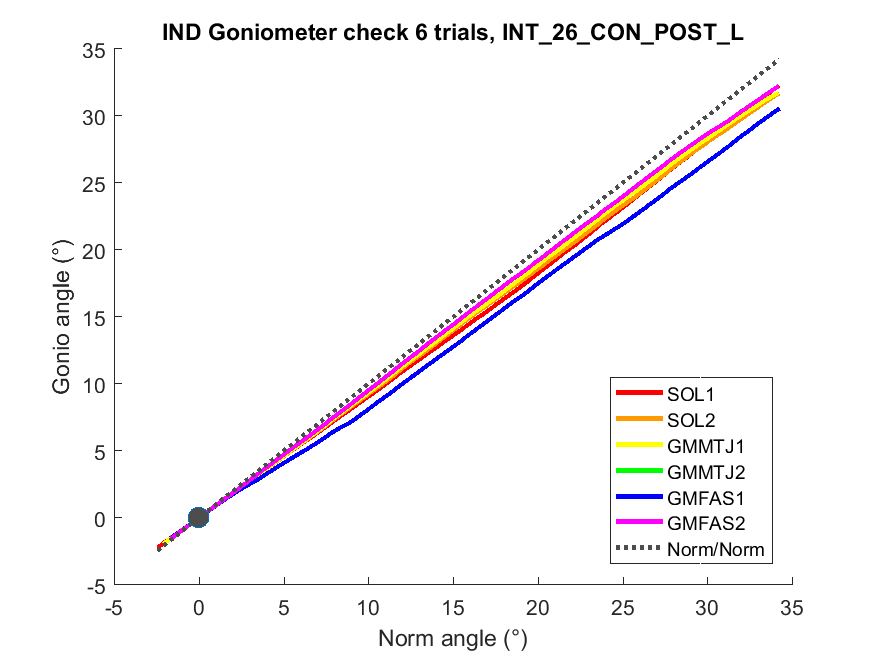 IND Goniometer check 6 trials, INT_26_CON_POST_L
35
30
25
20
15
10
5
0
-5
Gonio angle (°)
-5 0 5 10 15 20 25 30 35
Norm angle (°)
SOL1
SOL2
GMMTJ1
GMMTJ2
GMFAS1
GMFAS2
Norm/Norm